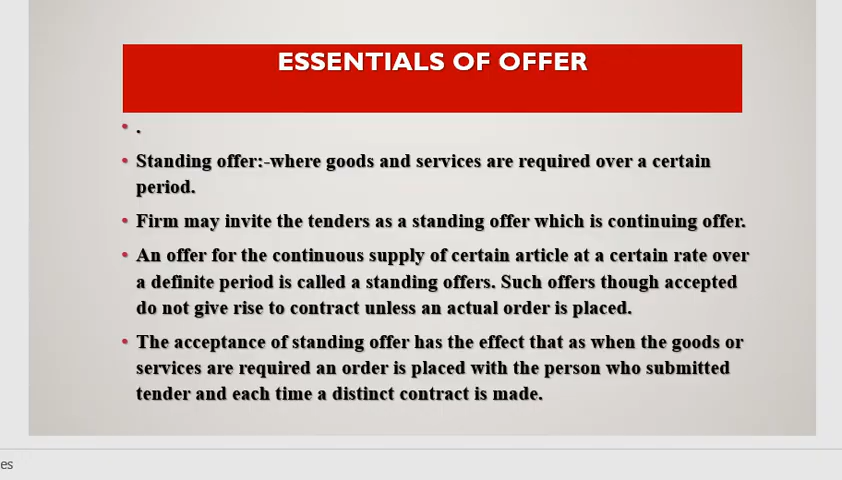 ESSENTIALS OF OFFER
• .
• Standing offer:-where goods and services are required over a certain
period.
• Firm may invite the tenders as a standing offer which is continuing offer.
• An offer for the continuous supply of certain article at a certain rate over
a definite period is called a standing offers. Such offers though accepted
do not give rise to contract unless an actual order is placed.
• The acceptance of standing offer has the effect that as when the goods or
services are required an order is placed with the person who submitted
tender and each time a distinct contract is made.
es